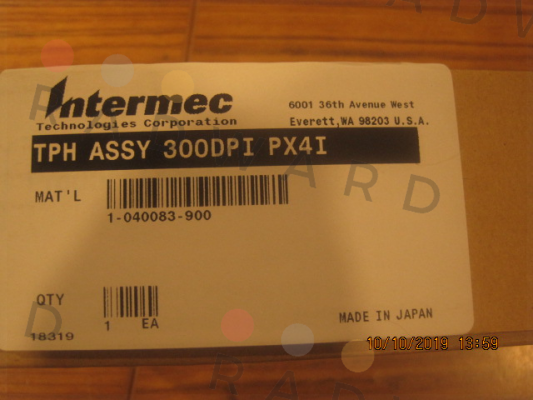 Intermec
Technologies Corporation
6001 36th Avenue West
Everett,WA 98203 U.S.A.
TPH ASSY 300DPI PX4I
MAT'L
1-040083-900
QTY
1 EA
18319
MADE IN JAPAN
10/10/2019 13:59